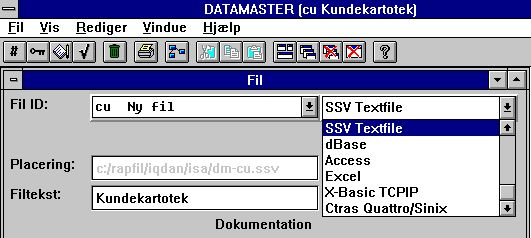 DATAMASTER (cu Kundekartotek)
Fil Vis Rediger Vindue Hjælp
#
Fil
Fil ID: cu Ny fil SSV Textfile
SSV Textfile
dBase
Access
Placering: c:/rapfil/iqdan/isa/dm-cu.ssv Excel
X-Basic TCPIP
Filtekst: Kundekartotek Ctras Quattro/Sinix
Dokumentation